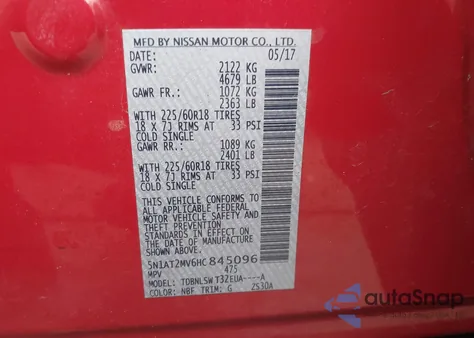 MFD BY NISSAN MOTOR CO., LTD.
DATE: 05/17
GVWR: 2122 KG
4679 LB
GAWR FR.: 1072 KG
2363 LB
WITH 225/60R18 TIRES
18 X 7J RIMS AT 33 PSI
COLD SINGLE
GAWR RR.: 1089 KG
2401 LB
WITH 225/60R18 TIRES
18 X 7J RIMS AT 33 PSI
COLD SINGLE
THIS VEHICLE CONFORMS TO
ALL APPLICABLE FEDERAL
MOTOR VEHICLE SAFETY
AND THEFT PREVENTION
STANDARDS IN EFFECT ON
THE DATE OF MANUFACTURE
SHOWN ABOVE.
5N1AT2MV6HC 845096
MPV 475
MODEL: TDBNLSW T32EUA----A
COLOR: NBF TRIM: G ZS30A
autoSnap